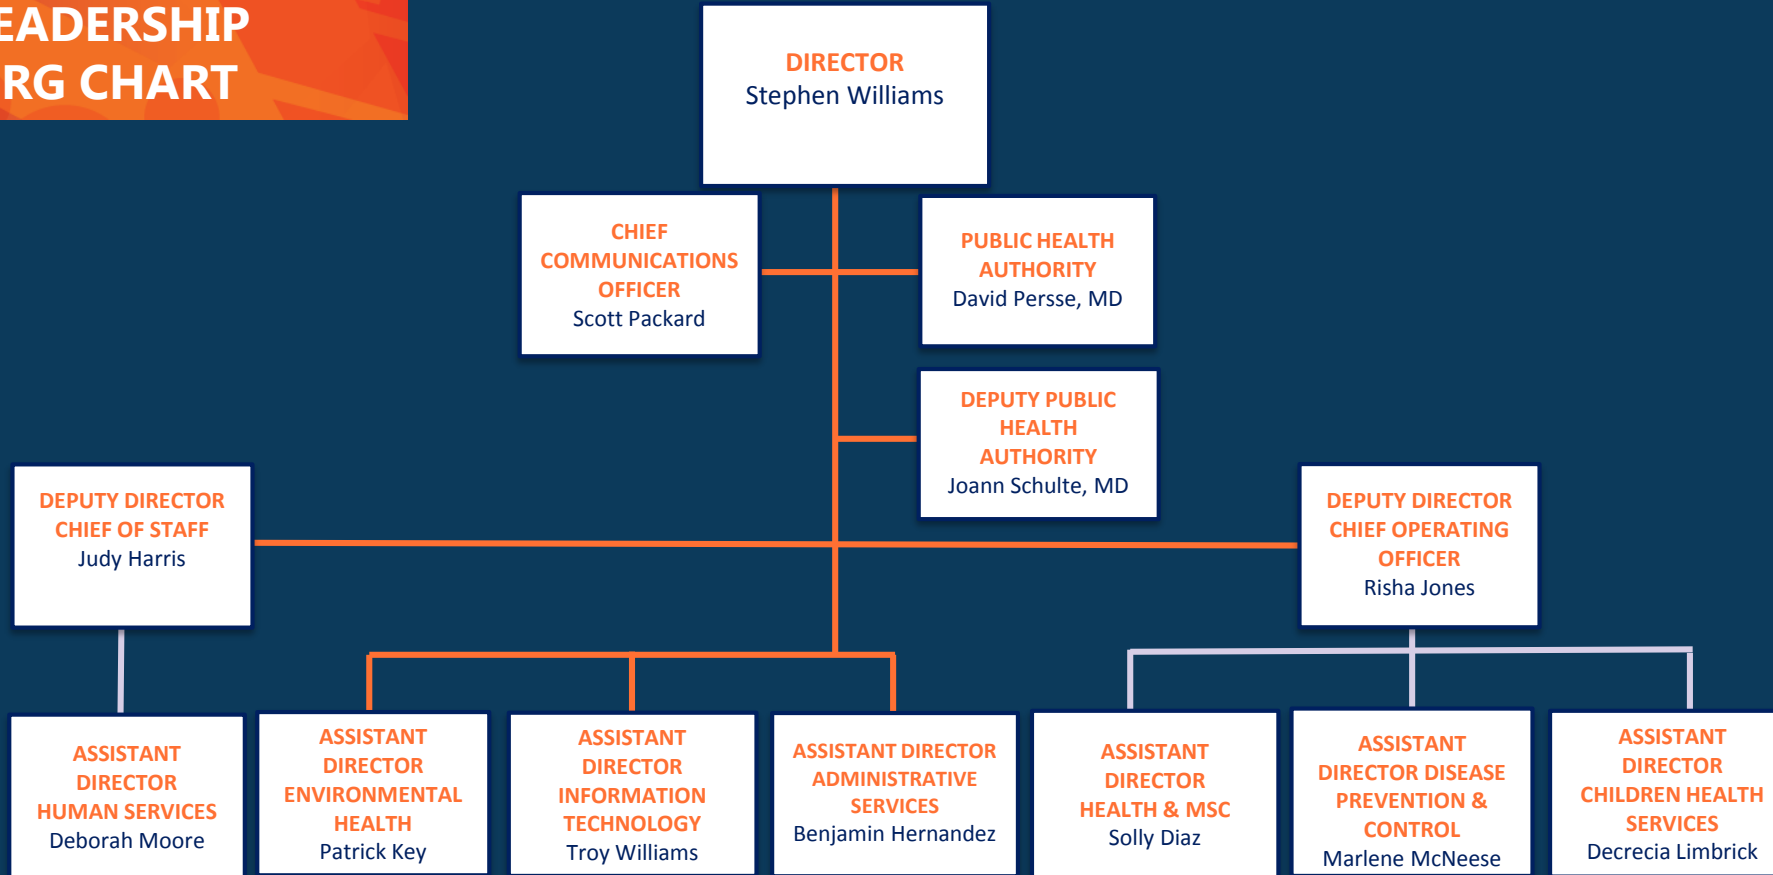 EADERSHIP
RG CHART
DIRECTOR
Stephen Williams
CHIEF
COMMUNICATIONS
OFFICER
Scott Packard
PUBLIC HEALTH
AUTHORITY
David Persse, MD
DEPUTY PUBLIC
HEALTH
AUTHORITY
Joann Schulte, MD
DEPUTY DIRECTOR
CHIEF OF STAFF
Judy Harris
DEPUTY DIRECTOR
CHIEF OPERATING
OFFICER
Risha Jones
ASSISTANT
DIRECTOR
HUMAN SERVICES
Deborah Moore
ASSISTANT
DIRECTOR
ENVIRONMENTAL
HEALTH
Patrick Key
ASSISTANT
DIRECTOR
INFORMATION
TECHNOLOGY
Troy Williams
ASSISTANT DIRECTOR
ADMINISTRATIVE
SERVICES
Benjamin Hernandez
ASSISTANT
DIRECTOR
HEALTH & MSC
Solly Diaz
ASSISTANT
DIRECTOR DISEASE
PREVENTION &
CONTROL
Marlene McNeese
ASSISTANT
DIRECTOR
CHILDREN HEALTH
SERVICES
Decrecia Limbrick